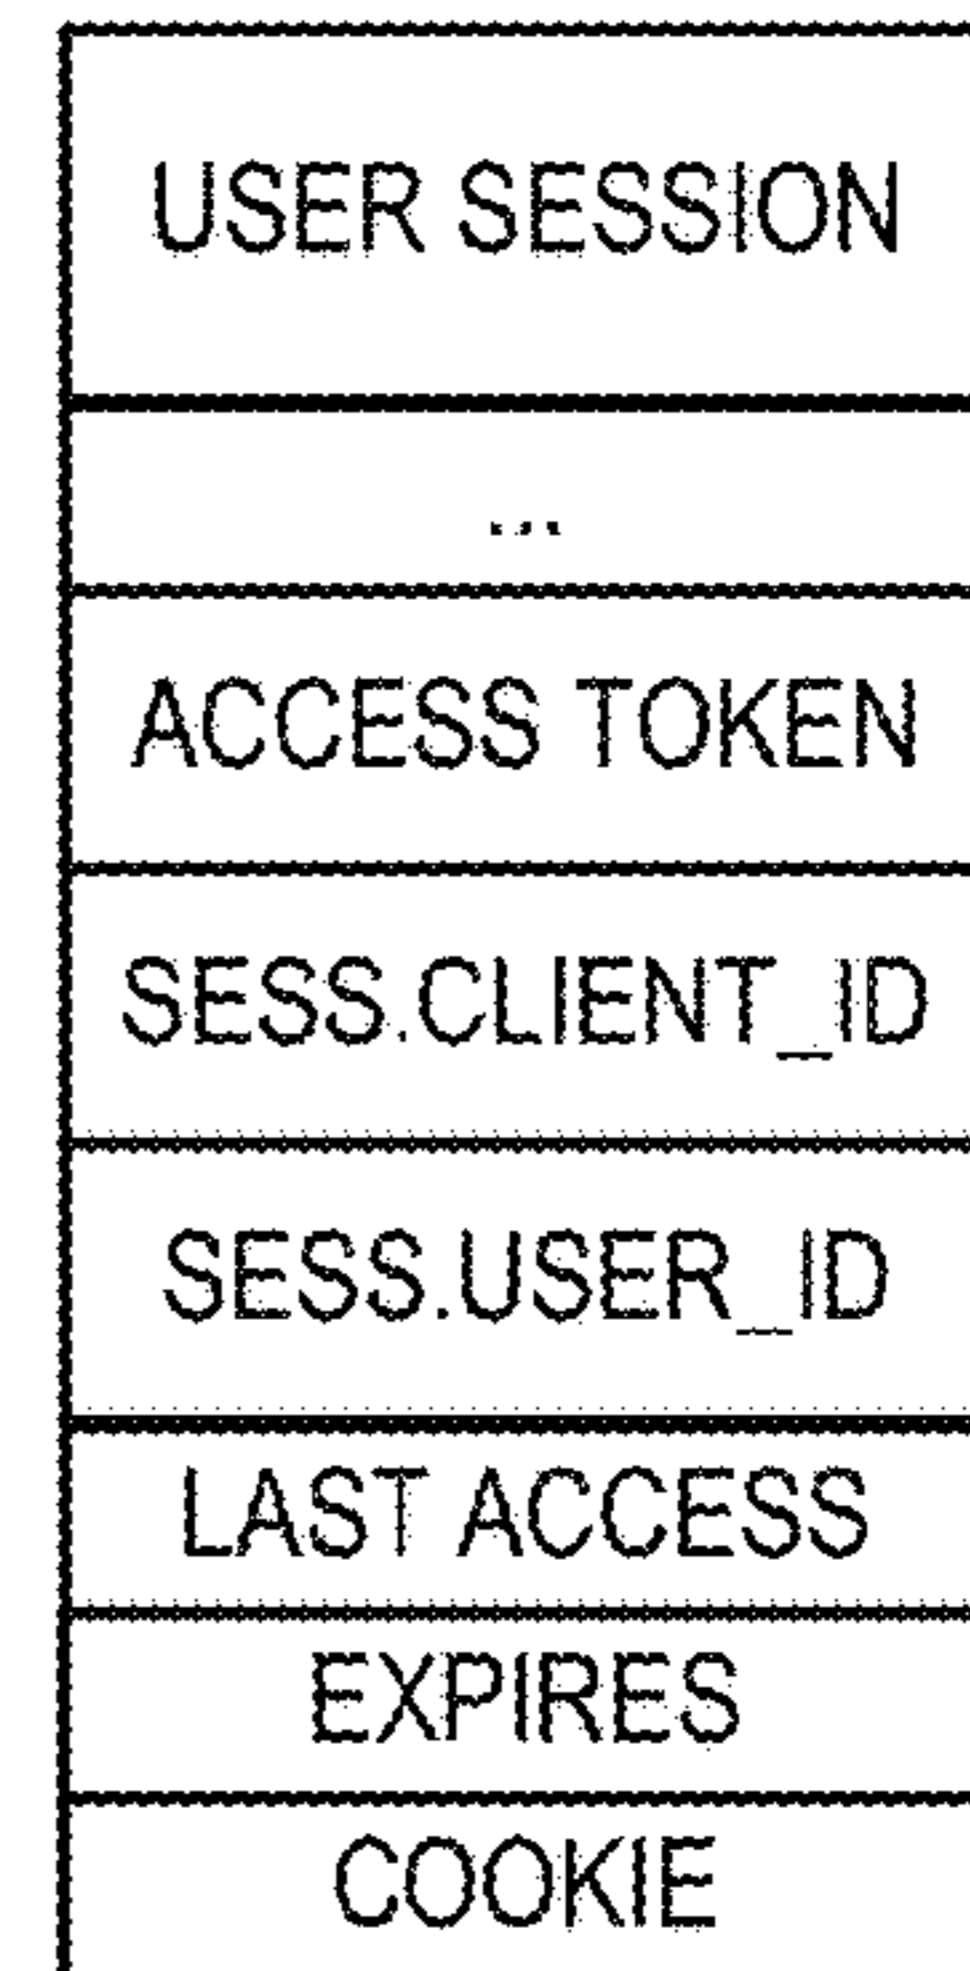 USER SESSION
...
ACCESS TOKEN
SESS.CLIENT_ID
SESS.USER_ID
LAST ACCESS
EXPIRES
COOKIE